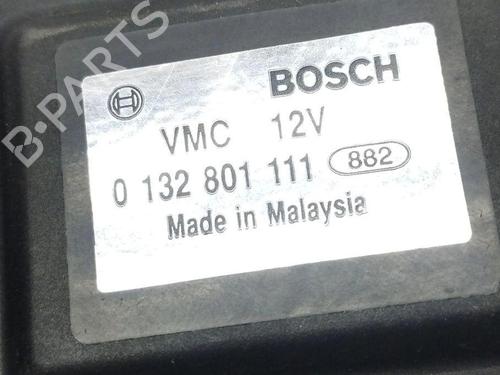 B-PARTS
BOSCH
VMC 12V
0 132 801 111 882
Made in Malaysia